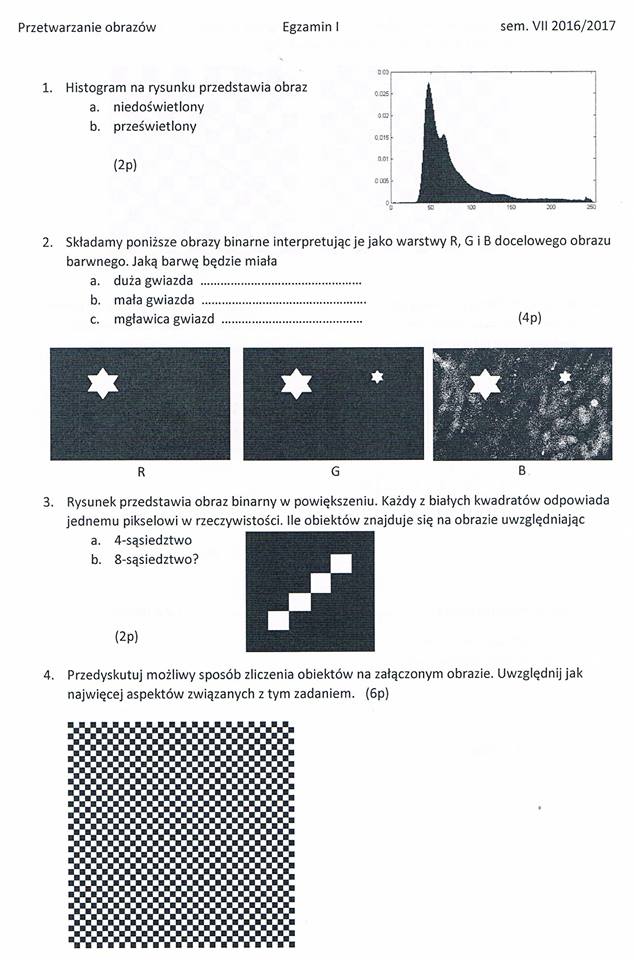 Przetwarzanie obrazów Egzamin I sem. VII 2016/2017
1. Histogram na rysunku przedstawia obraz
a. niedoświetlony
b. prześwietlony
(2p)
0.03
0.025
0.02
0.015
0.01
0.005
0
0 50 100 150 200 250
2. Składamy poniższe obrazy binarne interpretując je jako warstwy R, G i B docelowego obrazu
barwnego. Jaką barwę będzie miała
a. duża gwiazda ................................................
b. mała gwiazda ................................................
c. mgławica gwiazd ..........................................
(4p)
R G B
3. Rysunek przedstawia obraz binarny w powiększeniu. Każdy z białych kwadratów odpowiada
jednemu pikselowi w rzeczywistości. Ile obiektów znajduje się na obrazie uwzględniając
a. 4-sąsiedztwo
b. 8-sąsiedztwo?
(2p)
4. Przedyskutuj możliwy sposób zliczenia obiektów na załączonym obrazie. Uwzględnij jak
najwięcej aspektów związanych z tym zadaniem. (6p)